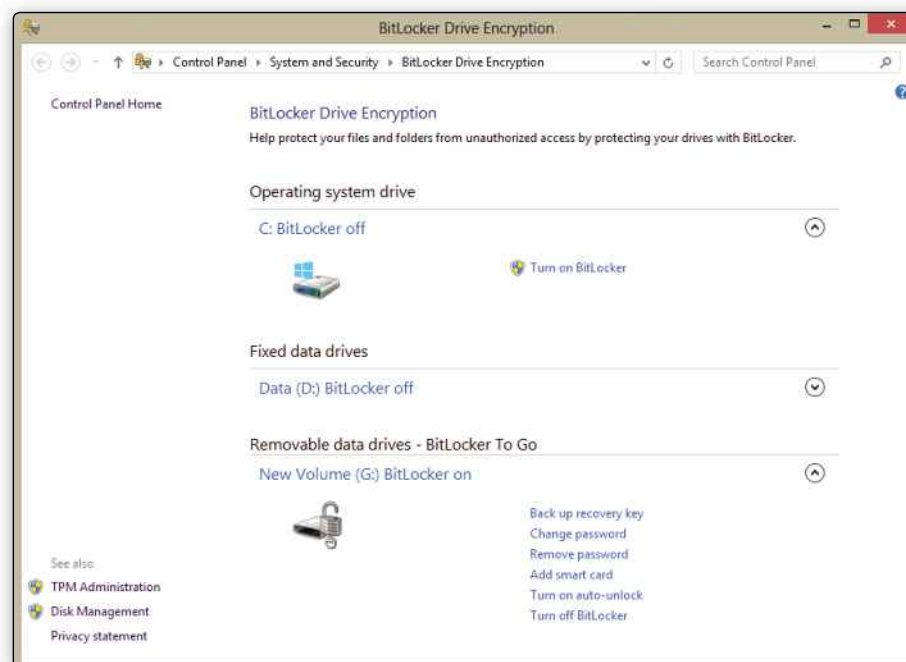 BitLocker Drive Encryption
Control Panel System and Security BitLocker Drive Encryption Search Control Panel
Control Panel Home
BitLocker Drive Encryption
Help protect your files and folders from unauthorized access by protecting your drives with BitLocker.
Operating system drive
C: BitLocker off
Turn on BitLocker
Fixed data drives
Data (D:) BitLocker off
Removable data drives - BitLocker To Go
New Volume (G:) BitLocker on
Back up recovery key
Change password
Remove password
Add smart card
Turn on auto-unlock
Turn off BitLocker
See also
TPM Administration
Disk Management
Privacy statement